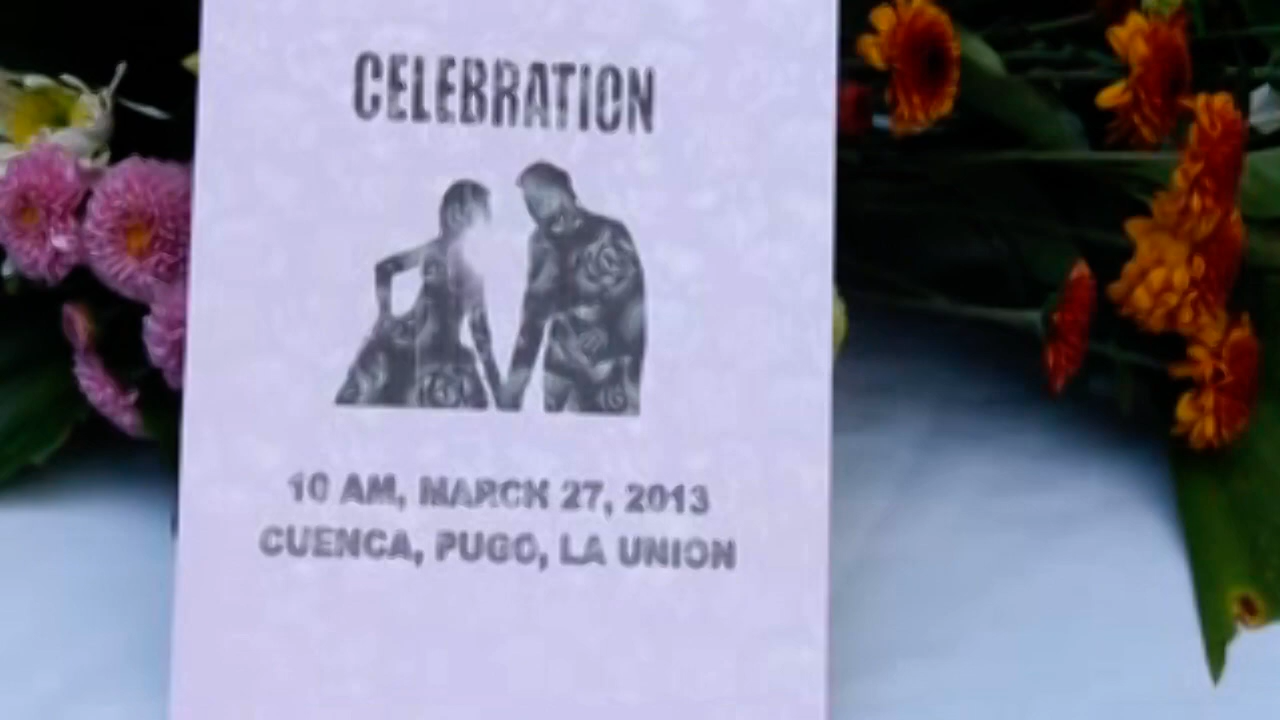 CELEBRATION
10 AM, MARCH 27, 2013
CUENCA, PUGO, LA UNION